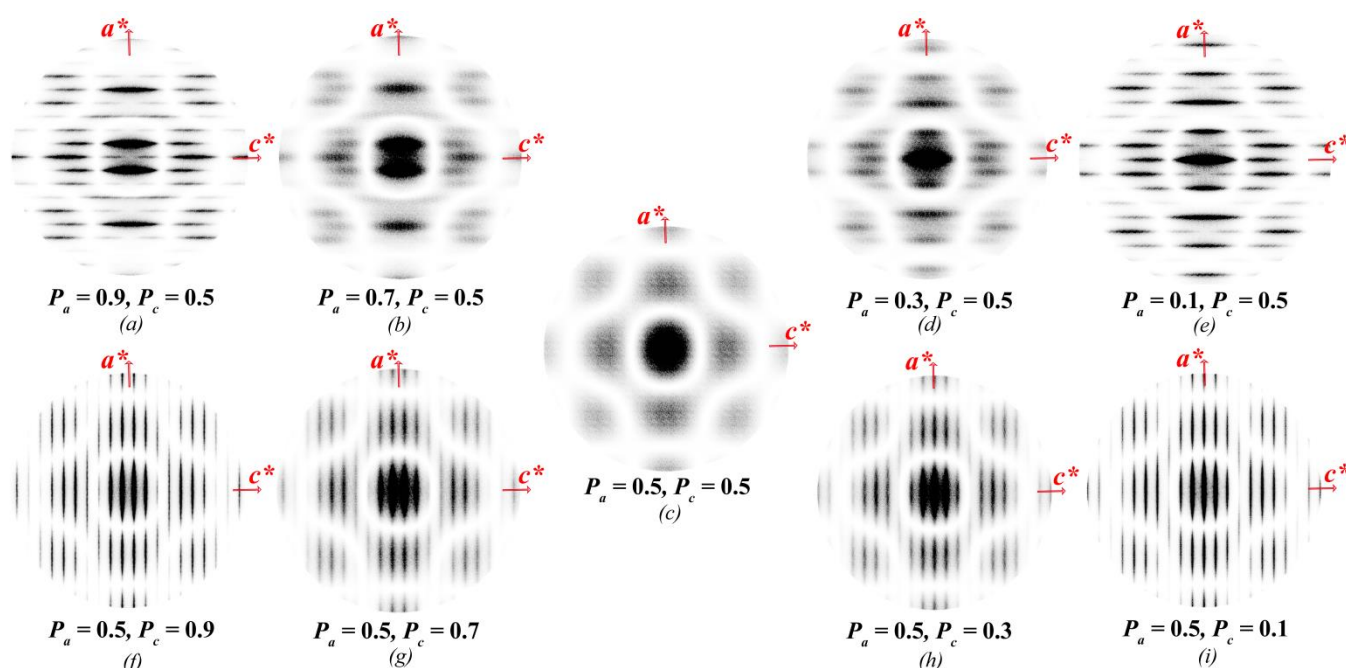 a*
c*
P_a = 0.9, P_c = 0.5
(a)
a*
c*
P_a = 0.7, P_c = 0.5
(b)
a*
c*
P_a = 0.5, P_c = 0.5
(c)
a*
c*
P_a = 0.3, P_c = 0.5
(d)
a*
c*
P_a = 0.1, P_c = 0.5
(e)
a*
c*
P_a = 0.5, P_c = 0.9
(f)
a*
c*
P_a = 0.5, P_c = 0.7
(g)
a*
c*
P_a = 0.5, P_c = 0.3
(h)
a*
c*
P_a = 0.5, P_c = 0.1
(i)